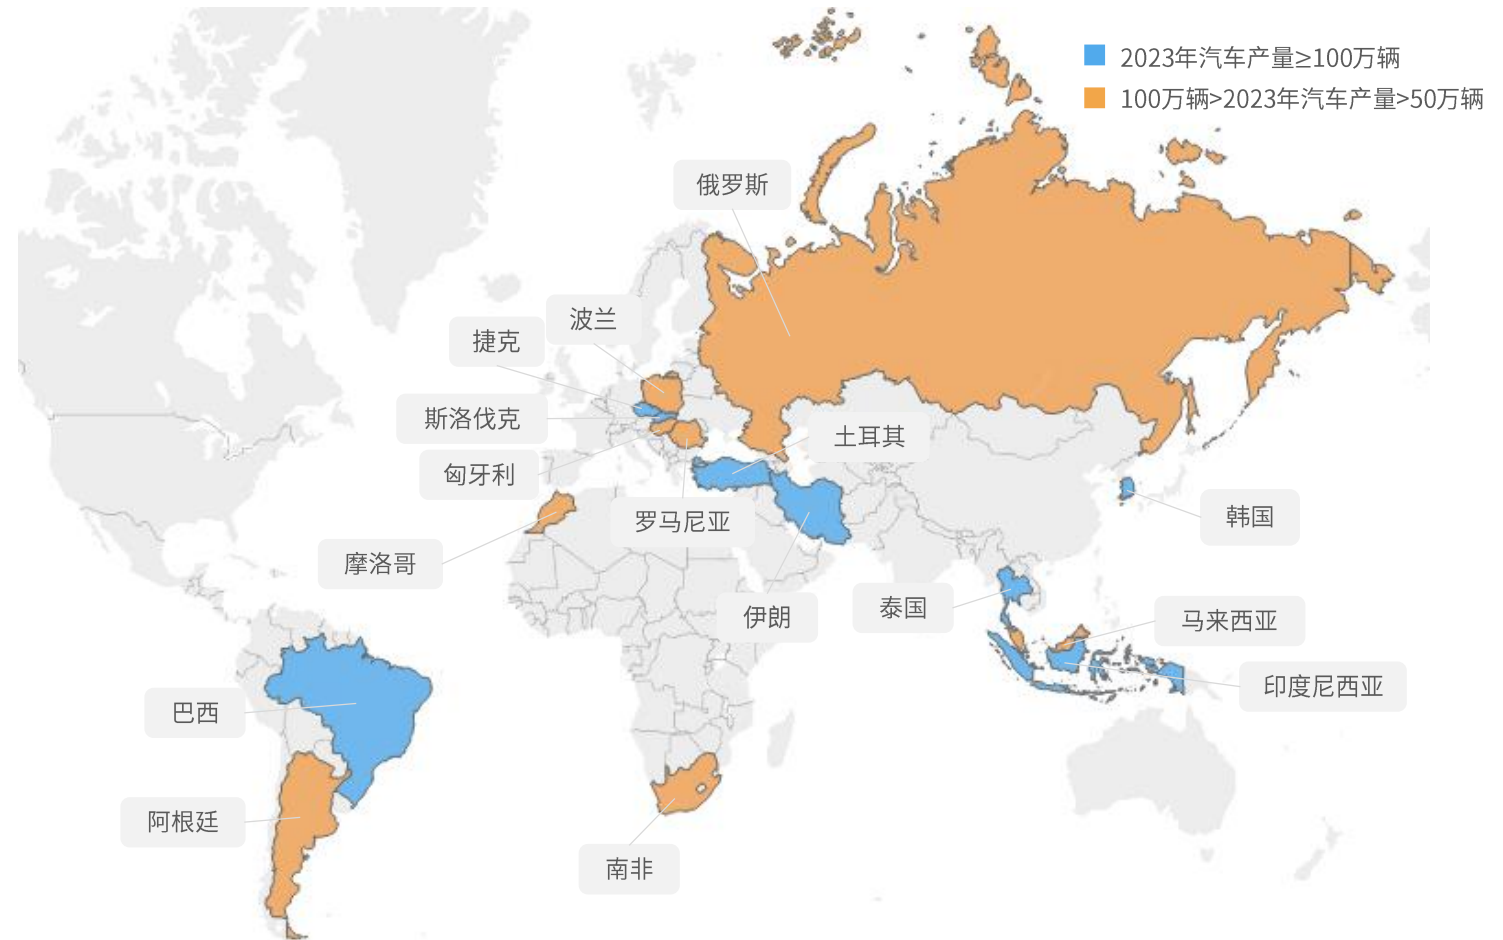 2023年汽车产量≥100万辆
100万辆>2023年汽车产量>50万辆
俄罗斯
波兰
捷克
斯洛伐克
匈牙利
土耳其
罗马尼亚
韩国
摩洛哥
伊朗
泰国
马来西亚
印度尼西亚
巴西
阿根廷
南非